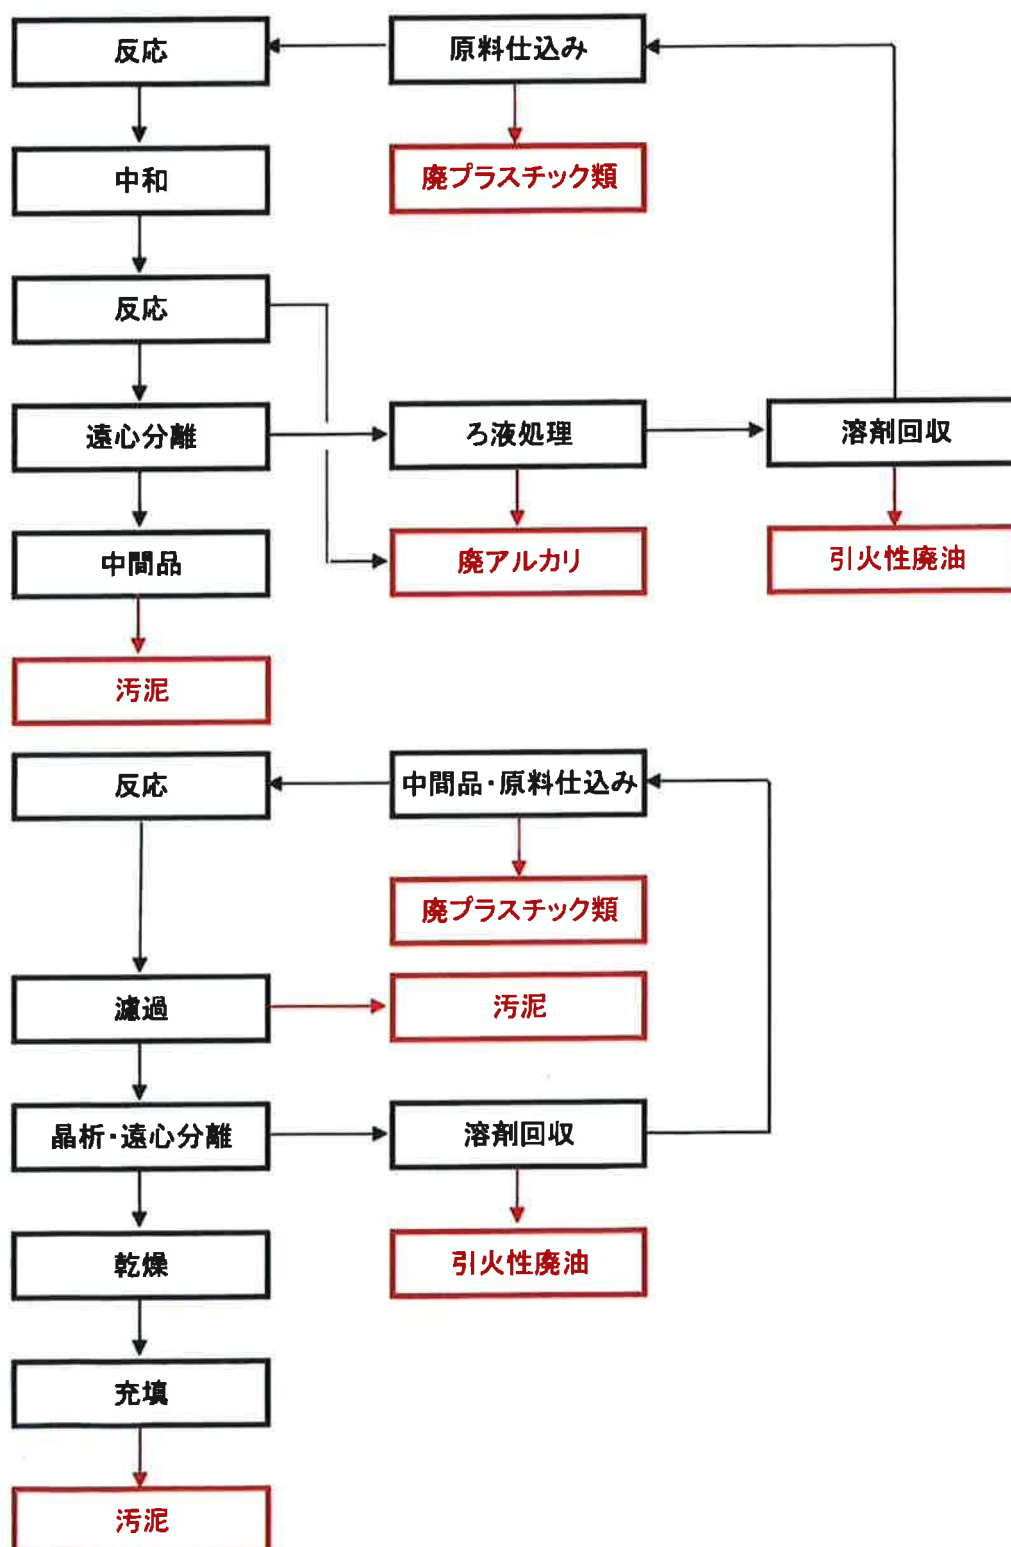 反応
原料仕込み
中和
廃プラスチック類
反応
遠心分離
ろ液処理
溶剤回収
中間品
廃アルカリ
引火性廃油
汚泥
反応
中間品・原料仕込み
廃プラスチック類
濾過
汚泥
晶析・遠心分離
溶剤回収
乾燥
引火性廃油
充填
汚泥